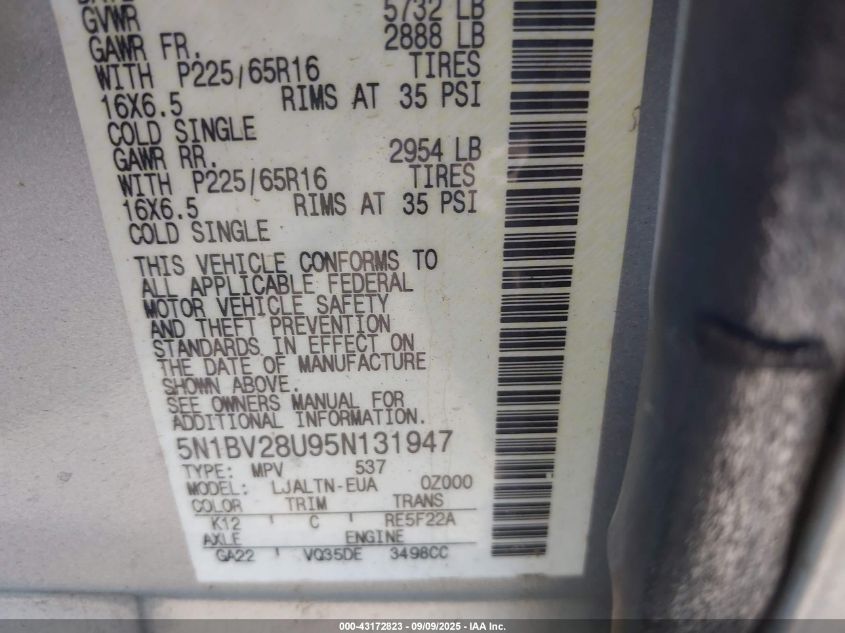 GVWR 5732 LB
GAWR FR. 2888 LB
WITH P225/65R16 TIRES
16X6.5 RIMS AT 35 PSI
COLD SINGLE
GAWR RR. 2954 LB
WITH P225/65R16 TIRES
16X6.5 RIMS AT 35 PSI
COLD SINGLE
THIS VEHICLE CONFORMS TO
ALL APPLICABLE FEDERAL
MOTOR VEHICLE SAFETY
AND THEFT PREVENTION
STANDARDS IN EFFECT ON
THE DATE OF MANUFACTURE
SHOWN ABOVE.
SEE OWNERS MANUAL FOR
ADDITIONAL INFORMATION.
5N1BV28U95N131947
TYPE: MPV 537
MODEL: LJALTN-EUA 0Z000
COLOR TRIM TRANS
K12 C RE5F22A
AXLE ENGINE
GA22 VQ35DE 3498CC
000-43172823 - 09/09/2025 - IAA Inc.